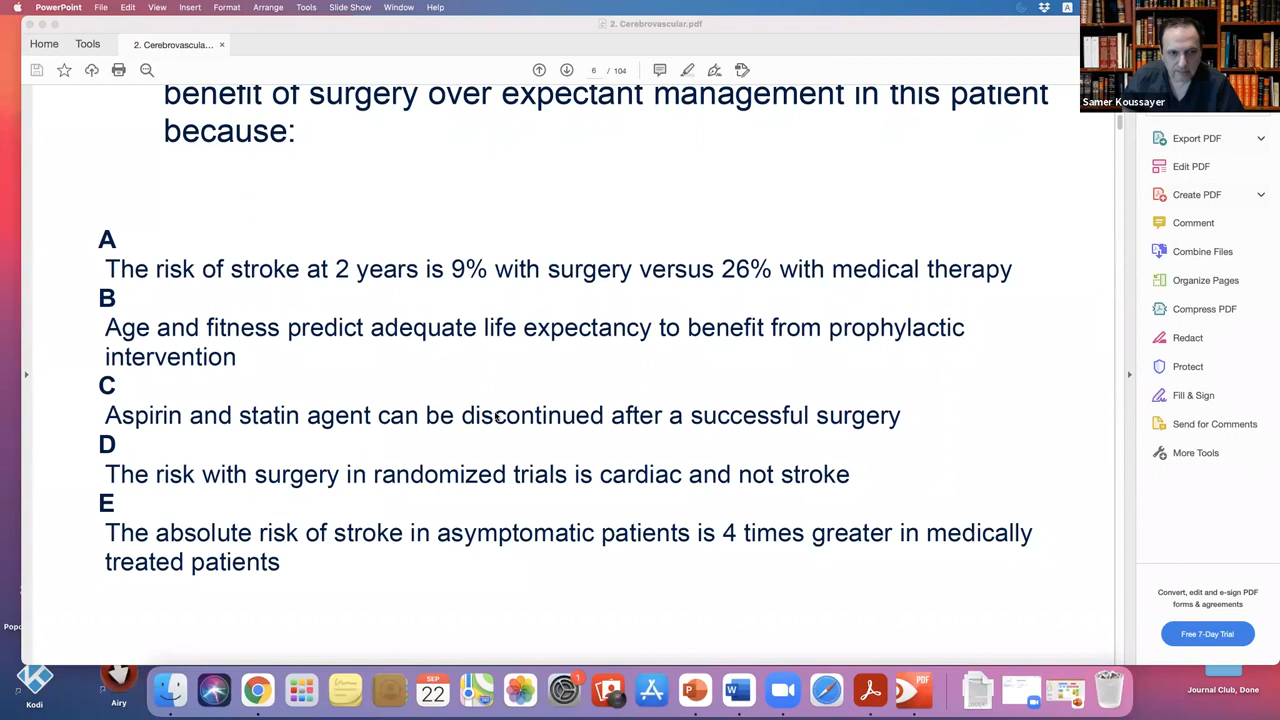 PowerPoint File Edit View Insert Format Arrange Tools Slide Show Window Help
2. Cerebrovascular.pdf
Home Tools 2. Cerebrovascula... ×
6 / 104
Samer Koussayer
benefit of surgery over expectant management in this patient
because:
A
The risk of stroke at 2 years is 9% with surgery versus 26% with medical therapy
B
Age and fitness predict adequate life expectancy to benefit from prophylactic
intervention
C
Aspirin and statin agent can be discontinued after a successful surgery
D
The risk with surgery in randomized trials is cardiac and not stroke
E
The absolute risk of stroke in asymptomatic patients is 4 times greater in medically
treated patients
Export PDF
Edit PDF
Create PDF
Comment
Combine Files
Organize Pages
Compress PDF
Redact
Protect
Fill & Sign
Send for Comments
More Tools
Convert, edit and e-sign PDF
forms & agreements
Free 7-Day Trial
Kodi
Airy
SEP
22
1
PDF
Journal Club, Done